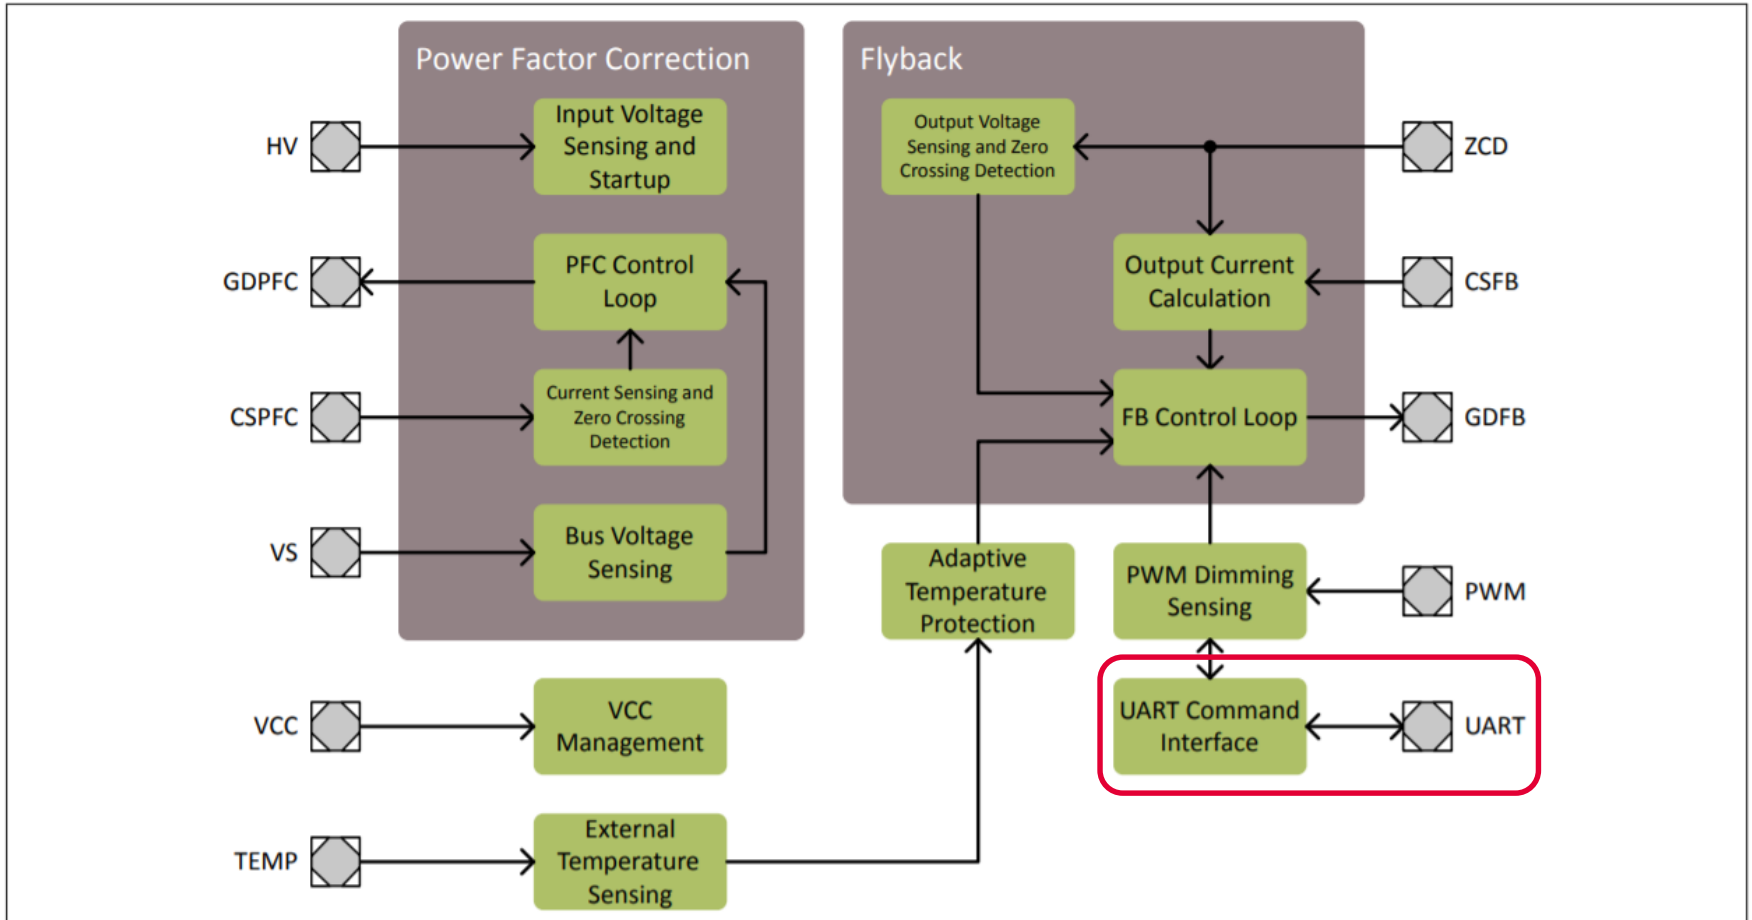 Power Factor Correction
Flyback
HV
Input Voltage
Sensing and
Startup
Output Voltage
Sensing and Zero
Crossing Detection
ZCD
GDPFC
PFC Control
Loop
Output Current
Calculation
CSFB
CSPFC
Current Sensing and
Zero Crossing
Detection
FB Control Loop
GDFB
VS
Bus Voltage
Sensing
Adaptive
Temperature
Protection
PWM Dimming
Sensing
PWM
VCC
VCC
Management
UART Command
Interface
UART
TEMP
External
Temperature
Sensing